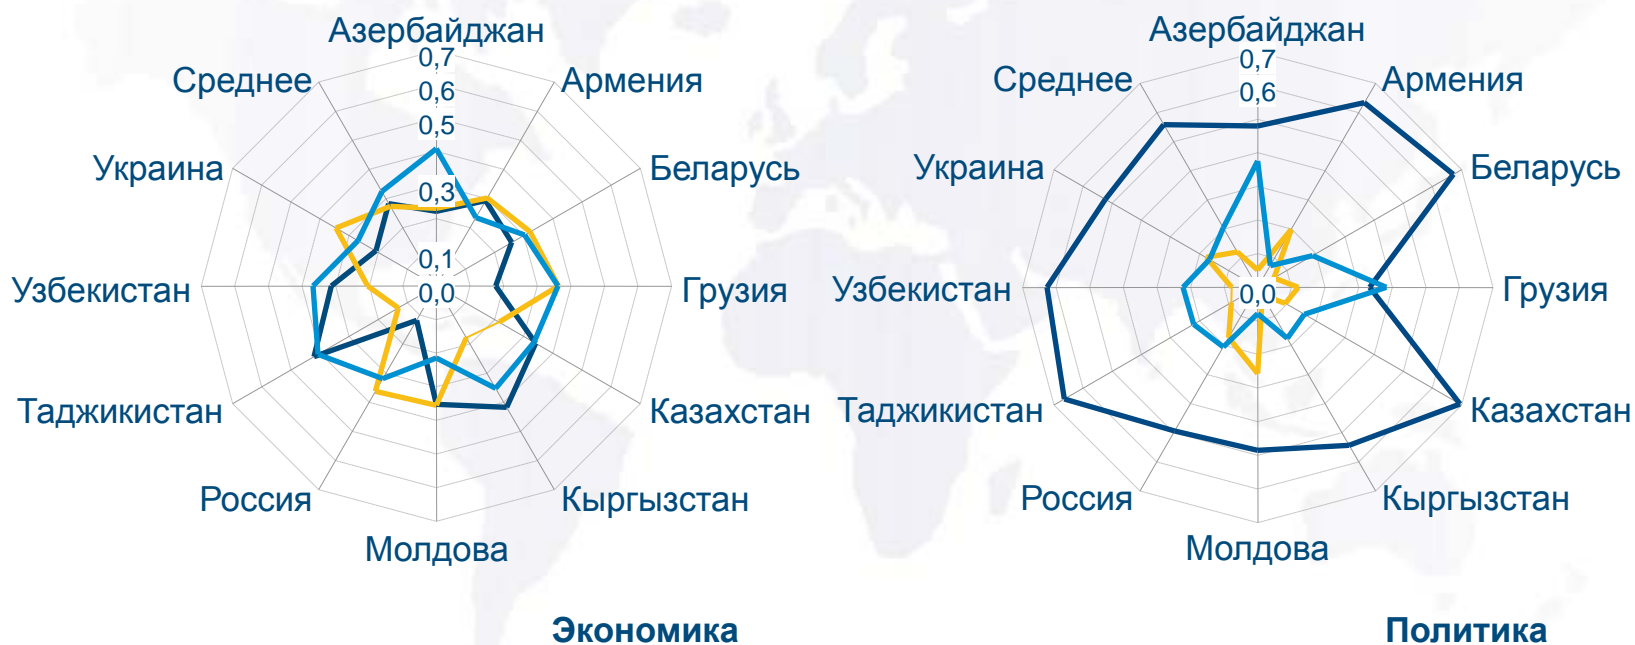 Азербайджан
0,7
Среднее
Армения
0,6
0,5
Украина
Беларусь
0,3
0,1
Узбекистан
0,0
Грузия
Таджикистан
Казахстан
Россия
Кыргызстан
Молдова
Экономика
Азербайджан
0,7
Среднее
Армения
0,6
Украина
Беларусь
Узбекистан
0,0
Грузия
Таджикистан
Казахстан
Россия
Кыргызстан
Молдова
Политика